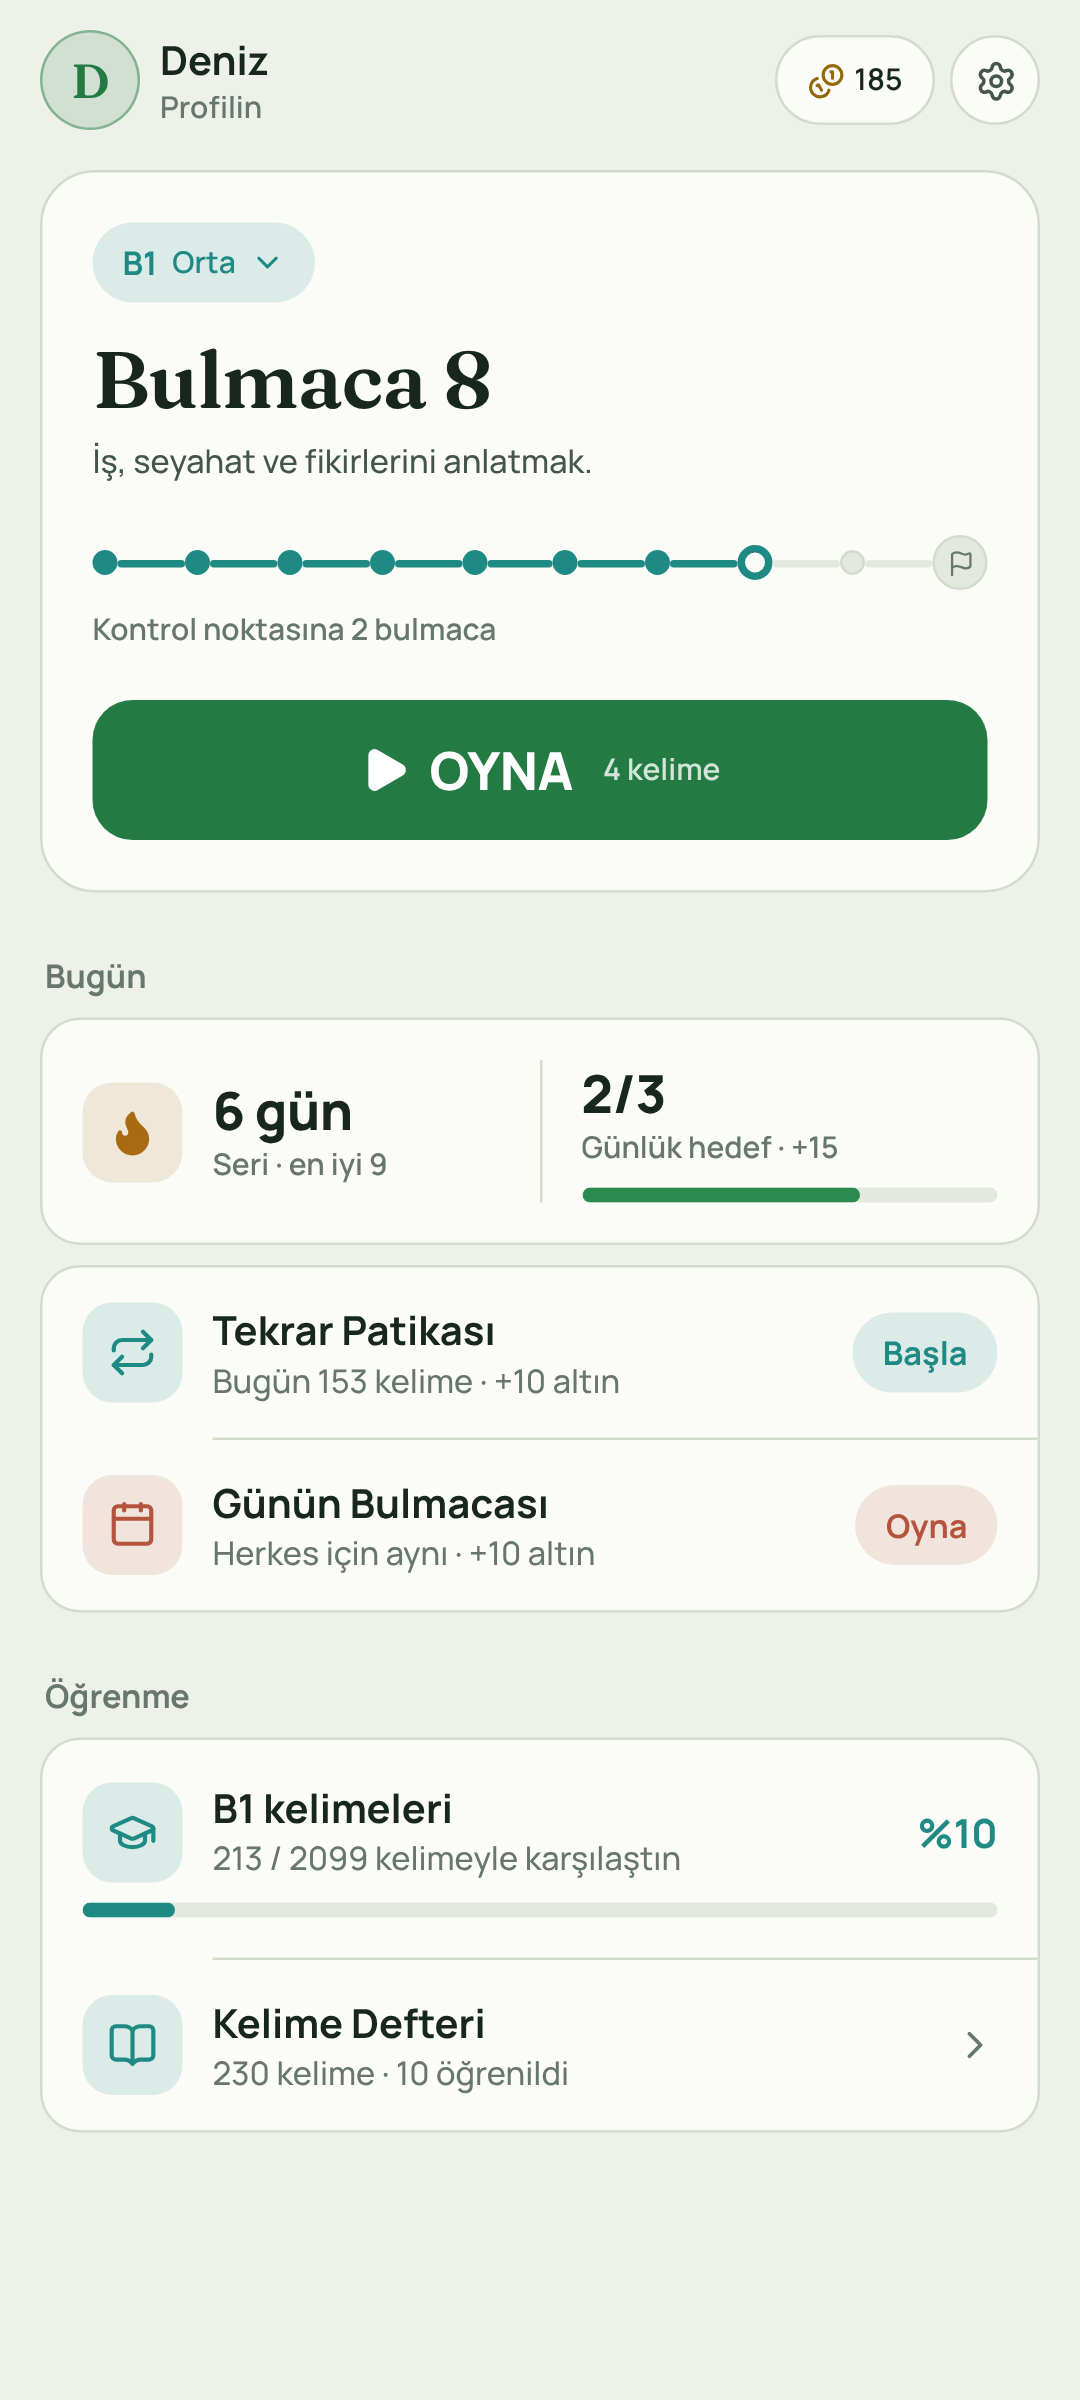 D
Deniz
Profilin
185
B1 Orta
Bulmaca 8
İş, seyahat ve fikirlerini anlatmak.
Kontrol noktasına 2 bulmaca
OYNA 4 kelime
Bugün
6 gün
Seri · en iyi 9
2/3
Günlük hedef · +15
Tekrar Patikası
Bugün 153 kelime · +10 altın
Başla
Günün Bulmacası
Herkes için aynı · +10 altın
Oyna
Öğrenme
B1 kelimeleri
213 / 2099 kelimeyle karşılaştın
%10
Kelime Defteri
230 kelime · 10 öğrenildi